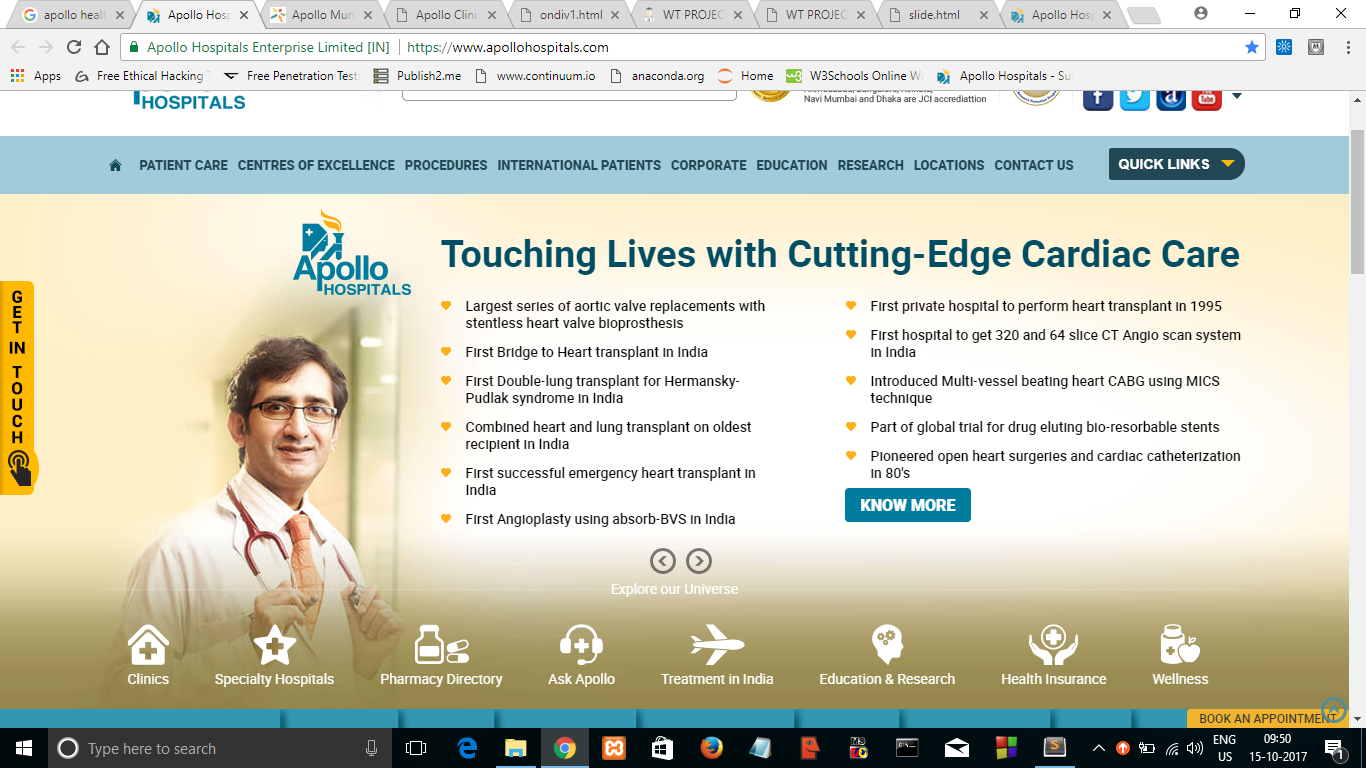 apollo healt
Apollo Hosp
Apollo Mun
Apollo Clini
ondiv1.html
WT PROJEC
WT PROJEC
slide.html
Apollo Hosp
Apollo Hospitals Enterprise Limited [IN]
https://www.apollohospitals.com
Apps
Free Ethical Hacking
Free Penetration Test
Publish2.me
www.continuum.io
anaconda.org
Home
W3Schools Online W
Apollo Hospitals - Su
HOSPITALS
Navi Mumbai and Dhaka are JCI accrediattion
PATIENT CARE
CENTRES OF EXCELLENCE
PROCEDURES
INTERNATIONAL PATIENTS
CORPORATE
EDUCATION
RESEARCH
LOCATIONS
CONTACT US
QUICK LINKS
Apollo
HOSPITALS
Touching Lives with Cutting-Edge Cardiac Care
GET IN TOUCH
Largest series of aortic valve replacements with
stentless heart valve bioprosthesis
First Bridge to Heart transplant in India
First Double-lung transplant for Hermansky-
Pudlak syndrome in India
Combined heart and lung transplant on oldest
recipient in India
First successful emergency heart transplant in
India
First Angioplasty using absorb-BVS in India
First private hospital to perform heart transplant in 1995
First hospital to get 320 and 64 slice CT Angio scan system
in India
Introduced Multi-vessel beating heart CABG using MICS
technique
Part of global trial for drug eluting bio-resorbable stents
Pioneered open heart surgeries and cardiac catheterization
in 80's
KNOW MORE
Explore our Universe
Clinics
Specialty Hospitals
Pharmacy Directory
Ask Apollo
Treatment in India
Education & Research
Health Insurance
Wellness
BOOK AN APPOINTMENT
Type here to search
ENG
US
09:50
15-10-2017